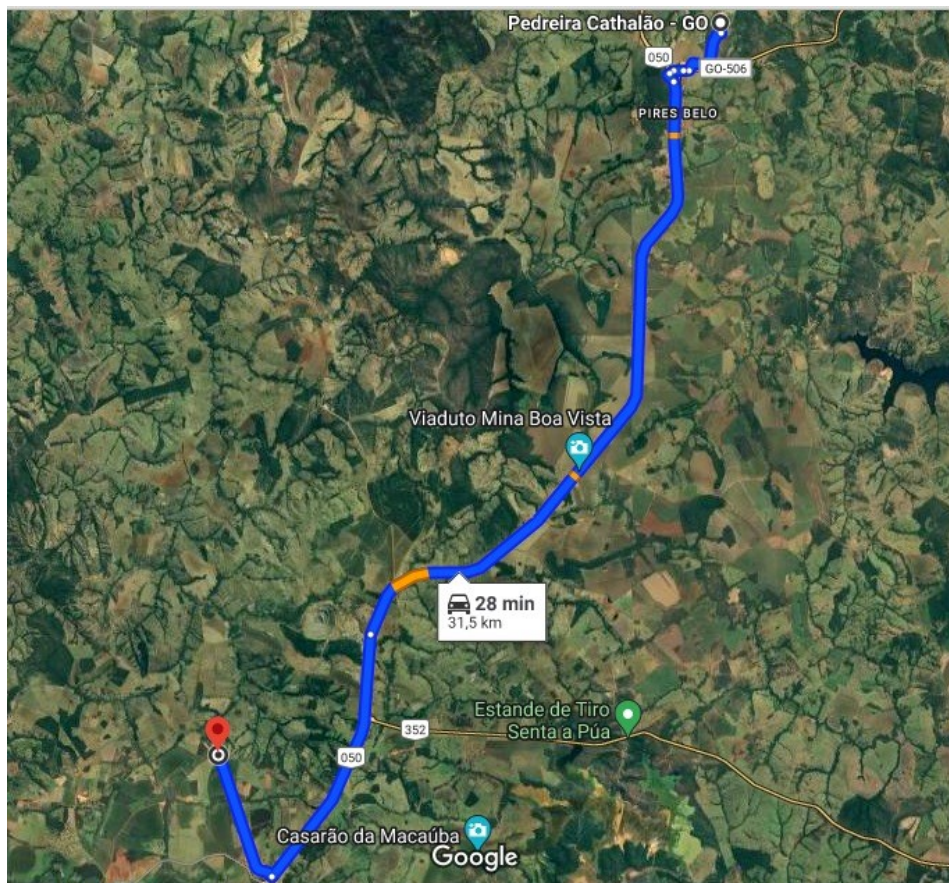 Pedreira Cathalão - GO
050
GO-506
PIRES BELO
Viaduto Mina Boa Vista
28 min
31,5 km
Estande de Tiro
Senta a Púa
352
050
Casarão da Macaúba
Google